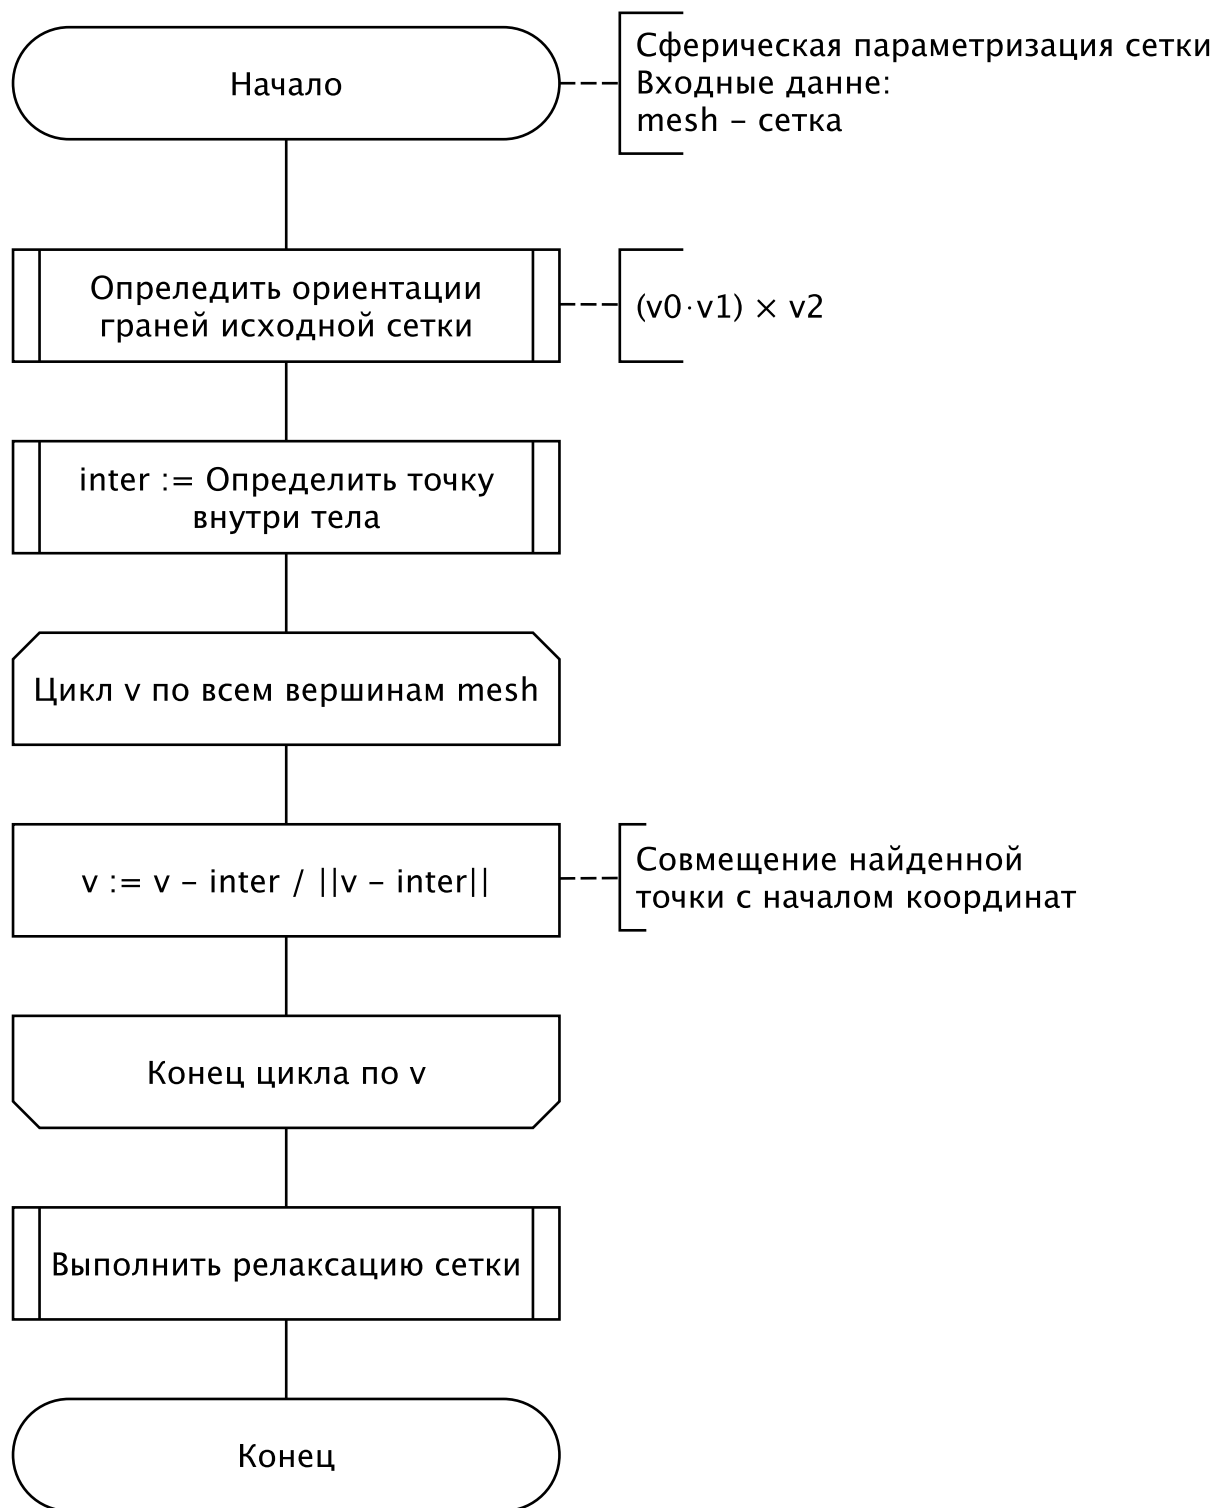 Начало
Сферическая параметризация сетки
Входные данне:
mesh – сетка
Опреледить ориентации
граней исходной сетки
(v0·v1) × v2
inter := Определить точку
внутри тела
Цикл v по всем вершинам mesh
v := v – inter / ||v – inter||
Совмещение найденной
точки с началом координат
Конец цикла по v
Выполнить релаксацию сетки
Конец